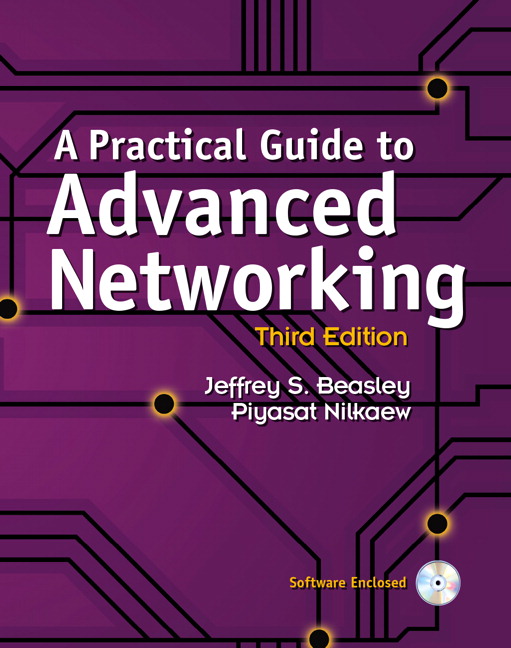 A Practical Guide to
Advanced
Networking
Third Edition
Jeffrey S. Beasley
Piyasat Nilkaew
Software Enclosed